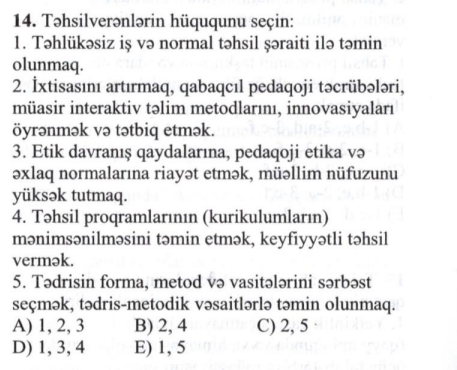 14. Təhsilverənlərin hüququnu seçin:
1. Təhlükəsiz iş və normal təhsil şəraiti ilə təmin
olunmaq.
2. İxtisasını artırmaq, qabaqcıl pedaqoji təcrübələri,
müasir interaktiv təlim metodlarını, innovasiyaları
öyrənmək və tətbiq etmək.
3. Etik davranış qaydalarına, pedaqoji etika və
əxlaq normalarına riayət etmək, müəllim nüfuzunu
yüksək tutmaq.
4. Təhsil proqramlarının (kurikulumların)
mənimsənilməsini təmin etmək, keyfiyyətli təhsil
vermək.
5. Tədrisin forma, metod və vasitələrini sərbəst
seçmək, tədris-metodik vəsaitlərlə təmin olunmaq.
A) 1, 2, 3 B) 2, 4 C) 2, 5
D) 1, 3, 4 E) 1, 5